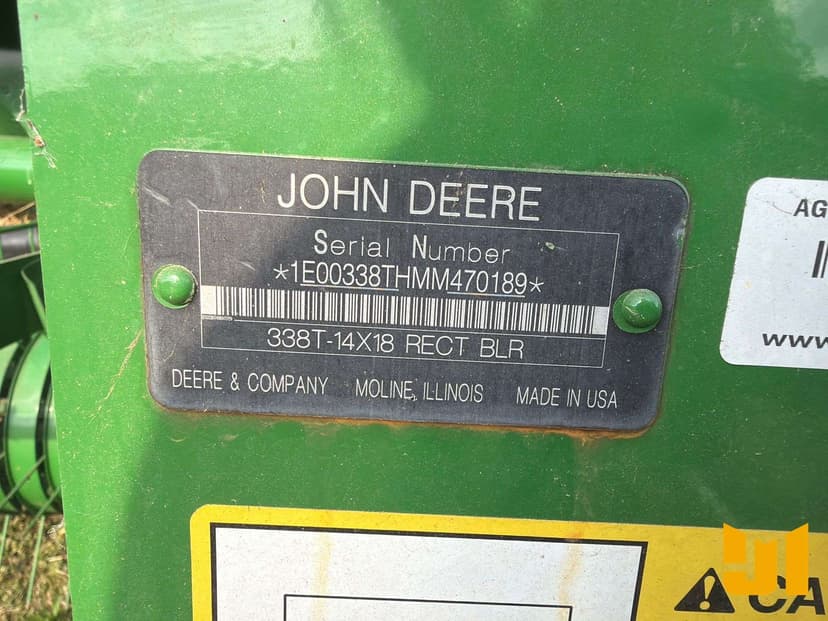 JOHN DEERE
Serial Number
*1E00338THMM470189*
338T-14X18 RECT BLR
DEERE & COMPANY MOLINE, ILLINOIS MADE IN USA
AG
www.
CA